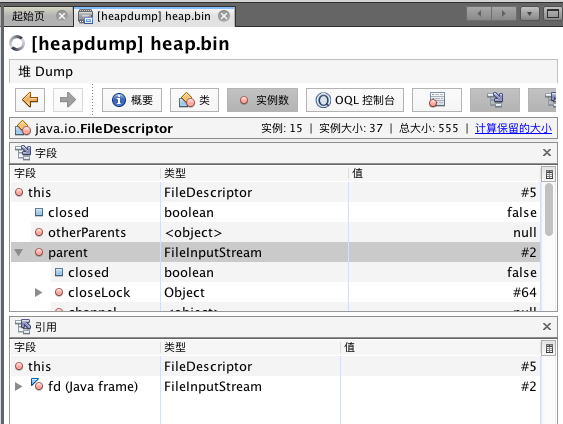 起始页 [heapdump] heap.bin
[heapdump] heap.bin
堆 Dump
概要 类 实例数 OQL 控制台
java.io.FileDescriptor 实例: 15 | 实例大小: 37 | 总大小: 555 | 计算保留的大小
字段
字段 类型 值
this FileDescriptor #5
closed boolean false
otherParents <object> null
parent FileInputStream #2
closed boolean false
closeLock Object #64
channel <object>
引用
字段 类型 值
this FileDescriptor #5
fd (Java frame) FileInputStream #2